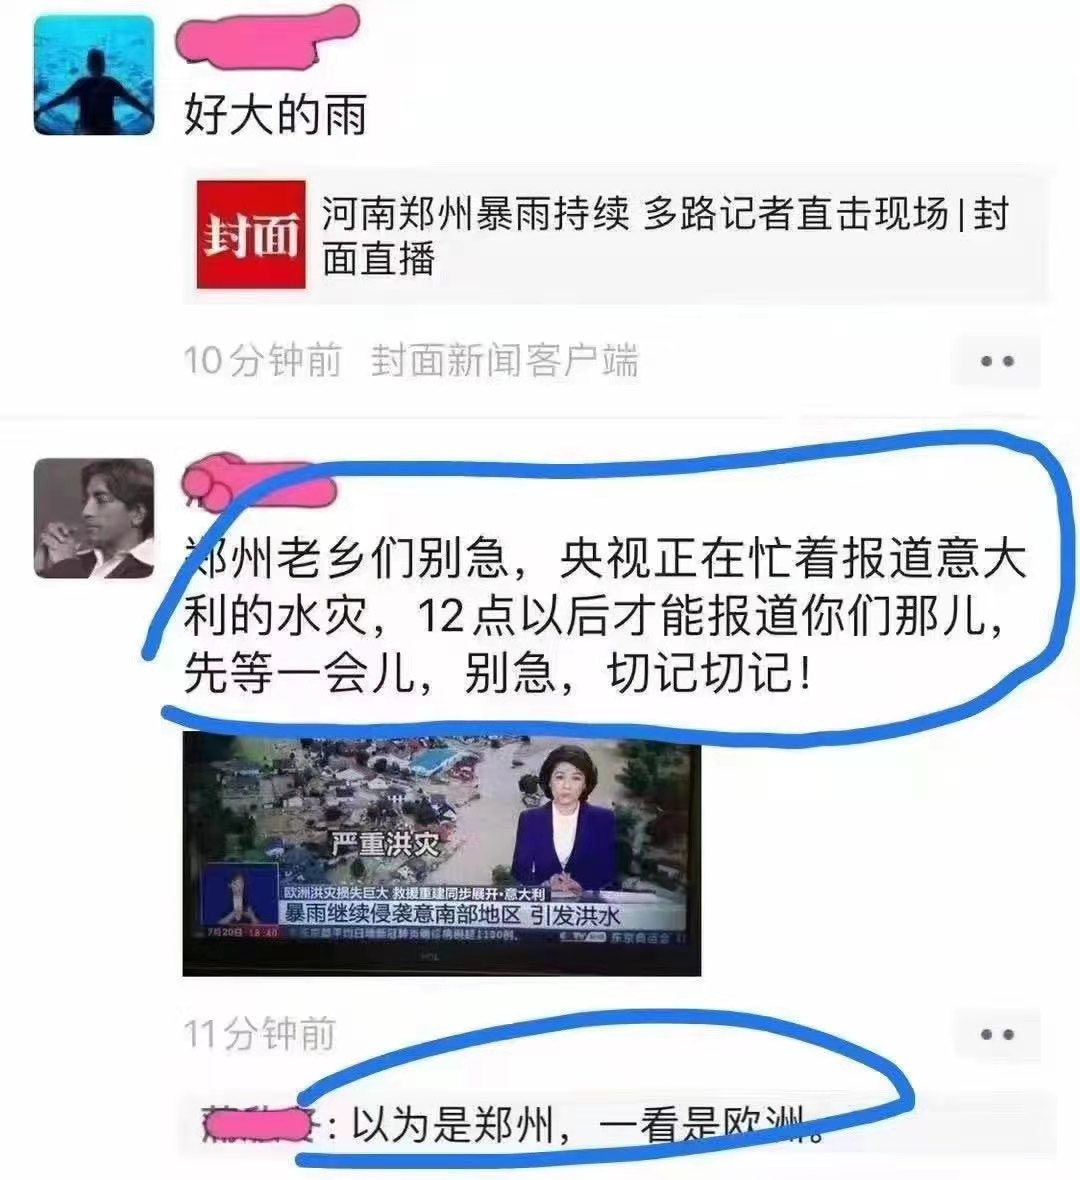 好大的雨
封面
河南郑州暴雨持续 多路记者直击现场|封
面直播
10分钟前 封面新闻客户端
郑州老乡们别急，央视正在忙着报道意大
利的水灾，12点以后才能报道你们那儿，
先等一会儿，别急，切记切记！
严重洪灾
欧洲洪灾损失巨大 救援重建同步展开·意大利
暴雨继续侵袭意南部地区 引发洪水
7月20日 18:40
东京奥运会
TCL
11分钟前
：以为是郑州，一看是欧洲。